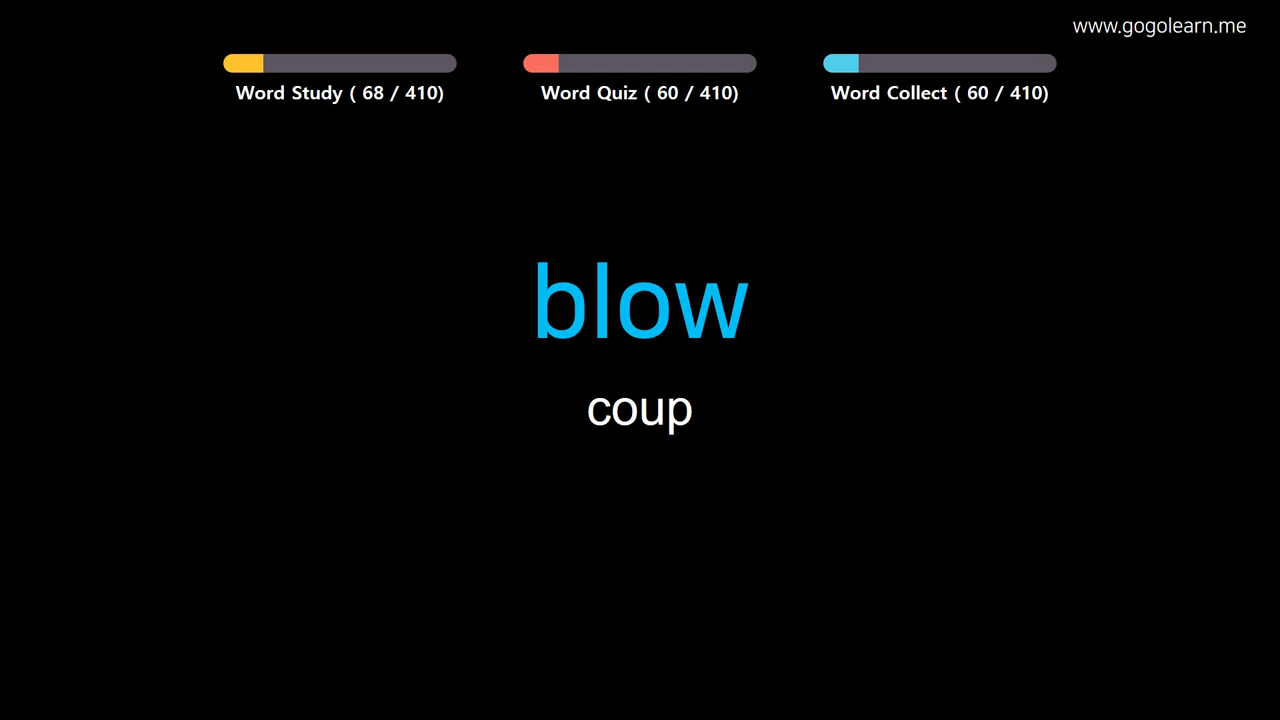 www.gogolearn.me
Word Study ( 68 / 410)
Word Quiz ( 60 / 410)
Word Collect ( 60 / 410)
blow
coup